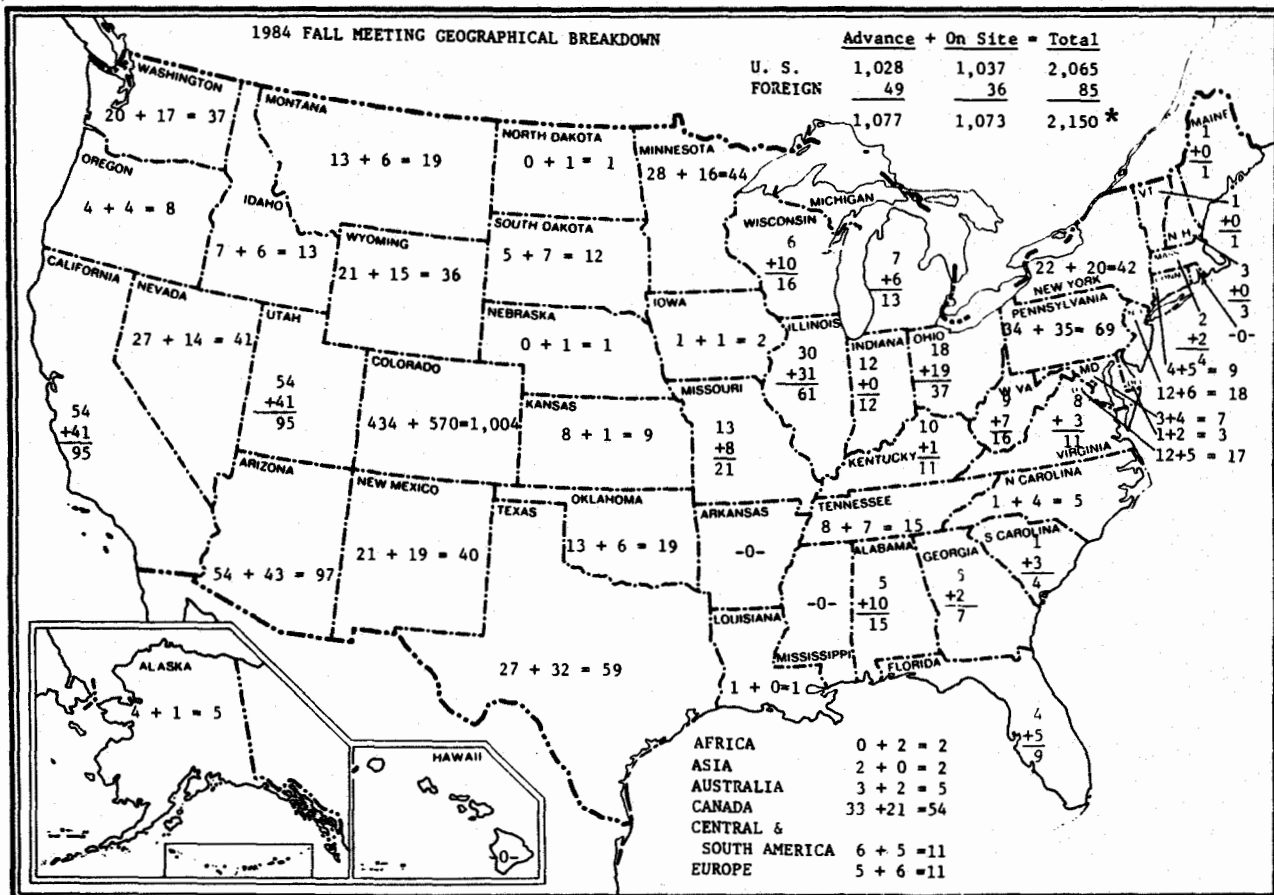 1984 FALL MEETING GEOGRAPHICAL BREAKDOWN
Advance + On Site = Total
U. S. 1,028 1,037 2,065
FOREIGN 49 36 85
1,077 1,073 2,150 *
WASHINGTON
20 + 17 = 37
OREGON
4 + 4 = 8
CALIFORNIA
54
+41
95
NEVADA
27 + 14 = 41
IDAHO
7 + 6 = 13
MONTANA
13 + 6 = 19
WYOMING
21 + 15 = 36
UTAH
54
+41
95
COLORADO
434 + 570=1,004
ARIZONA
54 + 43 = 97
NEW MEXICO
21 + 19 = 40
NORTH DAKOTA
0 + 1 = 1
SOUTH DAKOTA
5 + 7 = 12
NEBRASKA
0 + 1 = 1
KANSAS
8 + 1 = 9
OKLAHOMA
13 + 6 = 19
TEXAS
27 + 32 = 59
MINNESOTA
28 + 16=44
IOWA
1 + 1 = 2
MISSOURI
13
+8
21
ARKANSAS
-0-
LOUISIANA
1 + 0=1
WISCONSIN
6
+10
16
MICHIGAN
7
+6
13
ILLINOIS
30
+31
61
INDIANA
12
+0
12
OHIO
18
+19
37
KENTUCKY
10
+1
11
TENNESSEE
8 + 7 = 15
MISSISSIPPI
-0-
ALABAMA
5
+10
15
GEORGIA
5
+2
7
FLORIDA
4
+5
9
S CAROLINA
1
+3
4
N CAROLINA
1 + 4 = 5
VIRGINIA
8
+ 3
11
W VA
9
+7
16
PENNSYLVANIA
34 + 35= 69
NEW YORK
22 + 20=42
MAINE
1
+0
1
VT
1
+0
1
N H
3
+0
3
MASS
CONN
2
+2
4
-0-
4+5 = 9
12+6 = 18
MD
3+4 = 7
1+2 = 3
12+5 = 17
ALASKA
4 + 1 = 5
HAWAII
-0-
AFRICA 0 + 2 = 2
ASIA 2 + 0 = 2
AUSTRALIA 3 + 2 = 5
CANADA 33 +21 =54
CENTRAL &
SOUTH AMERICA 6 + 5 =11
EUROPE 5 + 6 =11